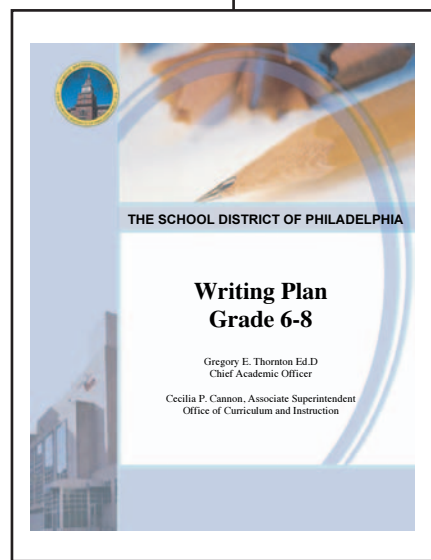 THE SCHOOL DISTRICT OF PHILADELPHIA
Writing Plan
Grade 6-8
Gregory E. Thornton Ed.D
Chief Academic Officer
Cecilia P. Cannon, Associate Superintendent
Office of Curriculum and Instruction